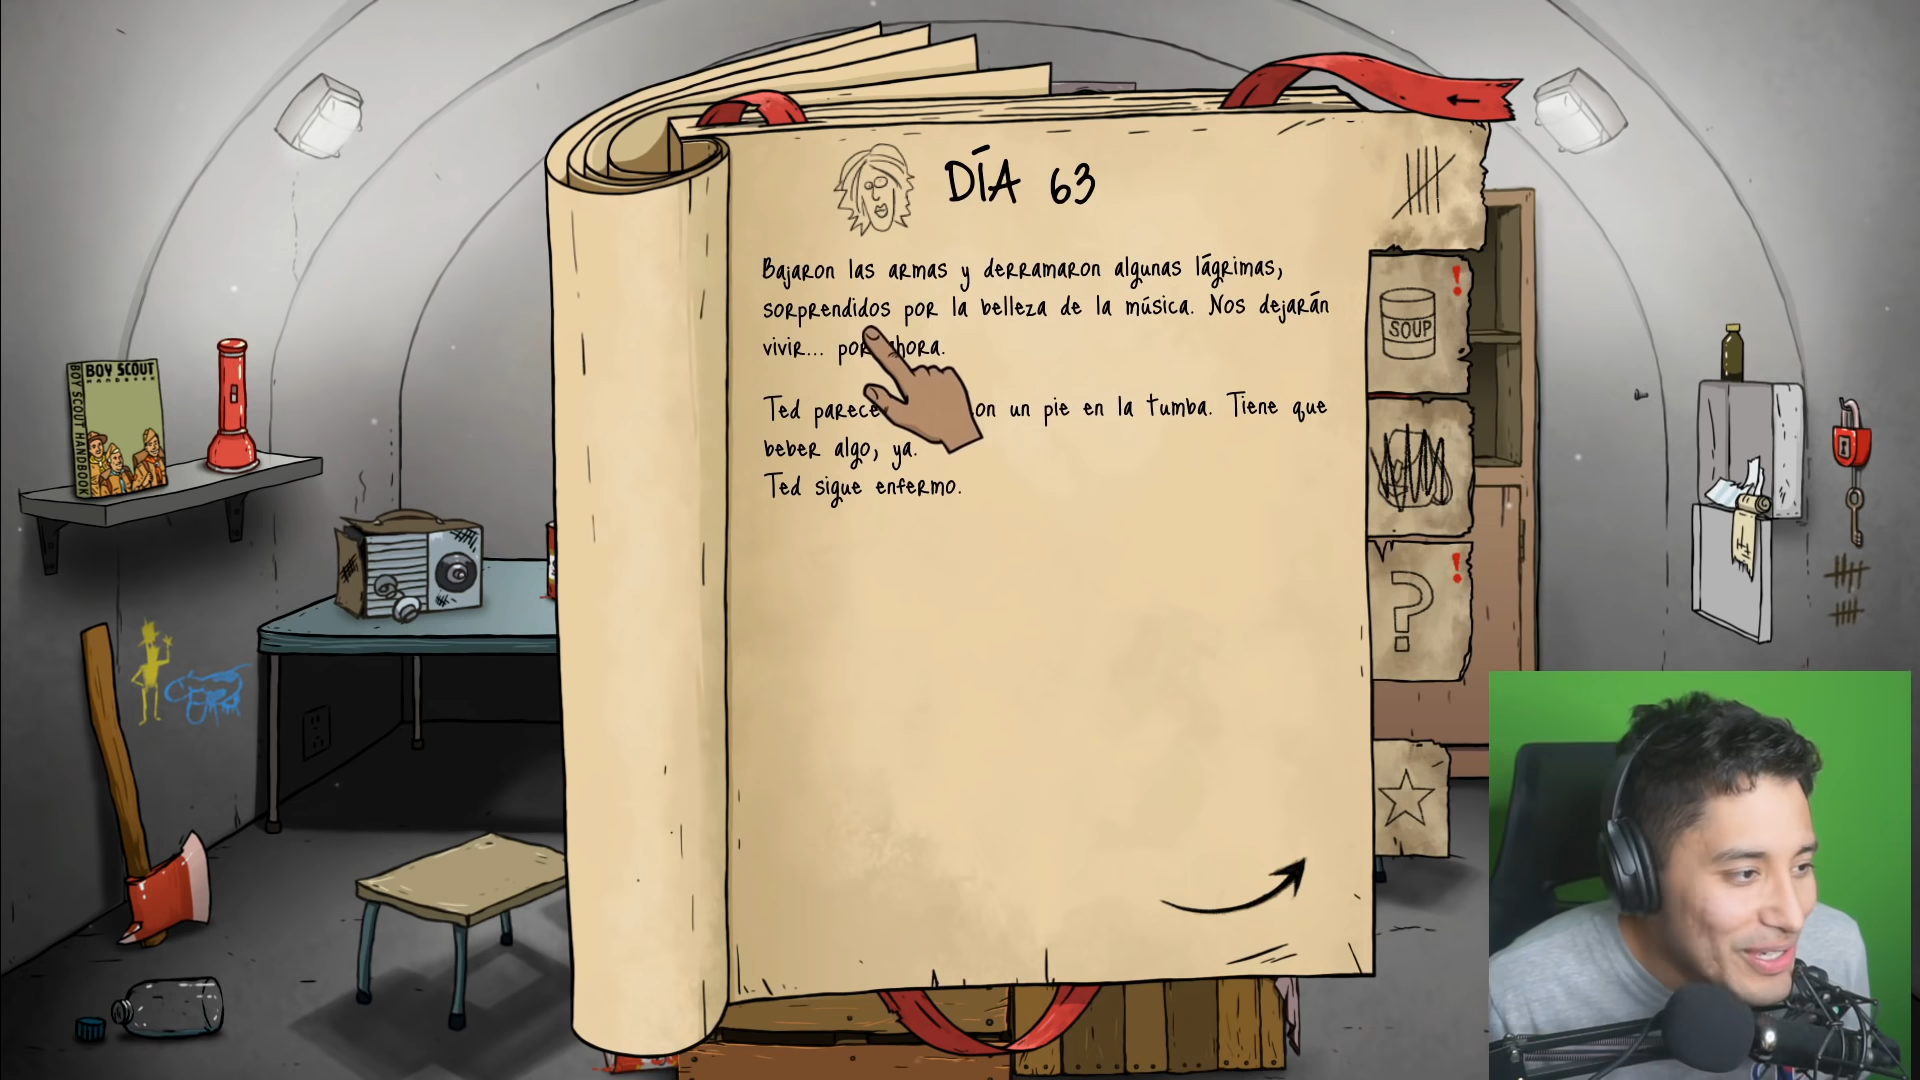 DÍA 63
Bajaron las armas y derramaron algunas lágrimas,
sorprendidos por la belleza de la música. Nos dejarán
vivir... por ahora.
Ted parece on un pie en la tumba. Tiene que
beber algo, ya.
Ted sigue enfermo.
SOUP
!
?
!
BOY SCOUT
HANDBOOK
BOY SCOUT HANDBOOK